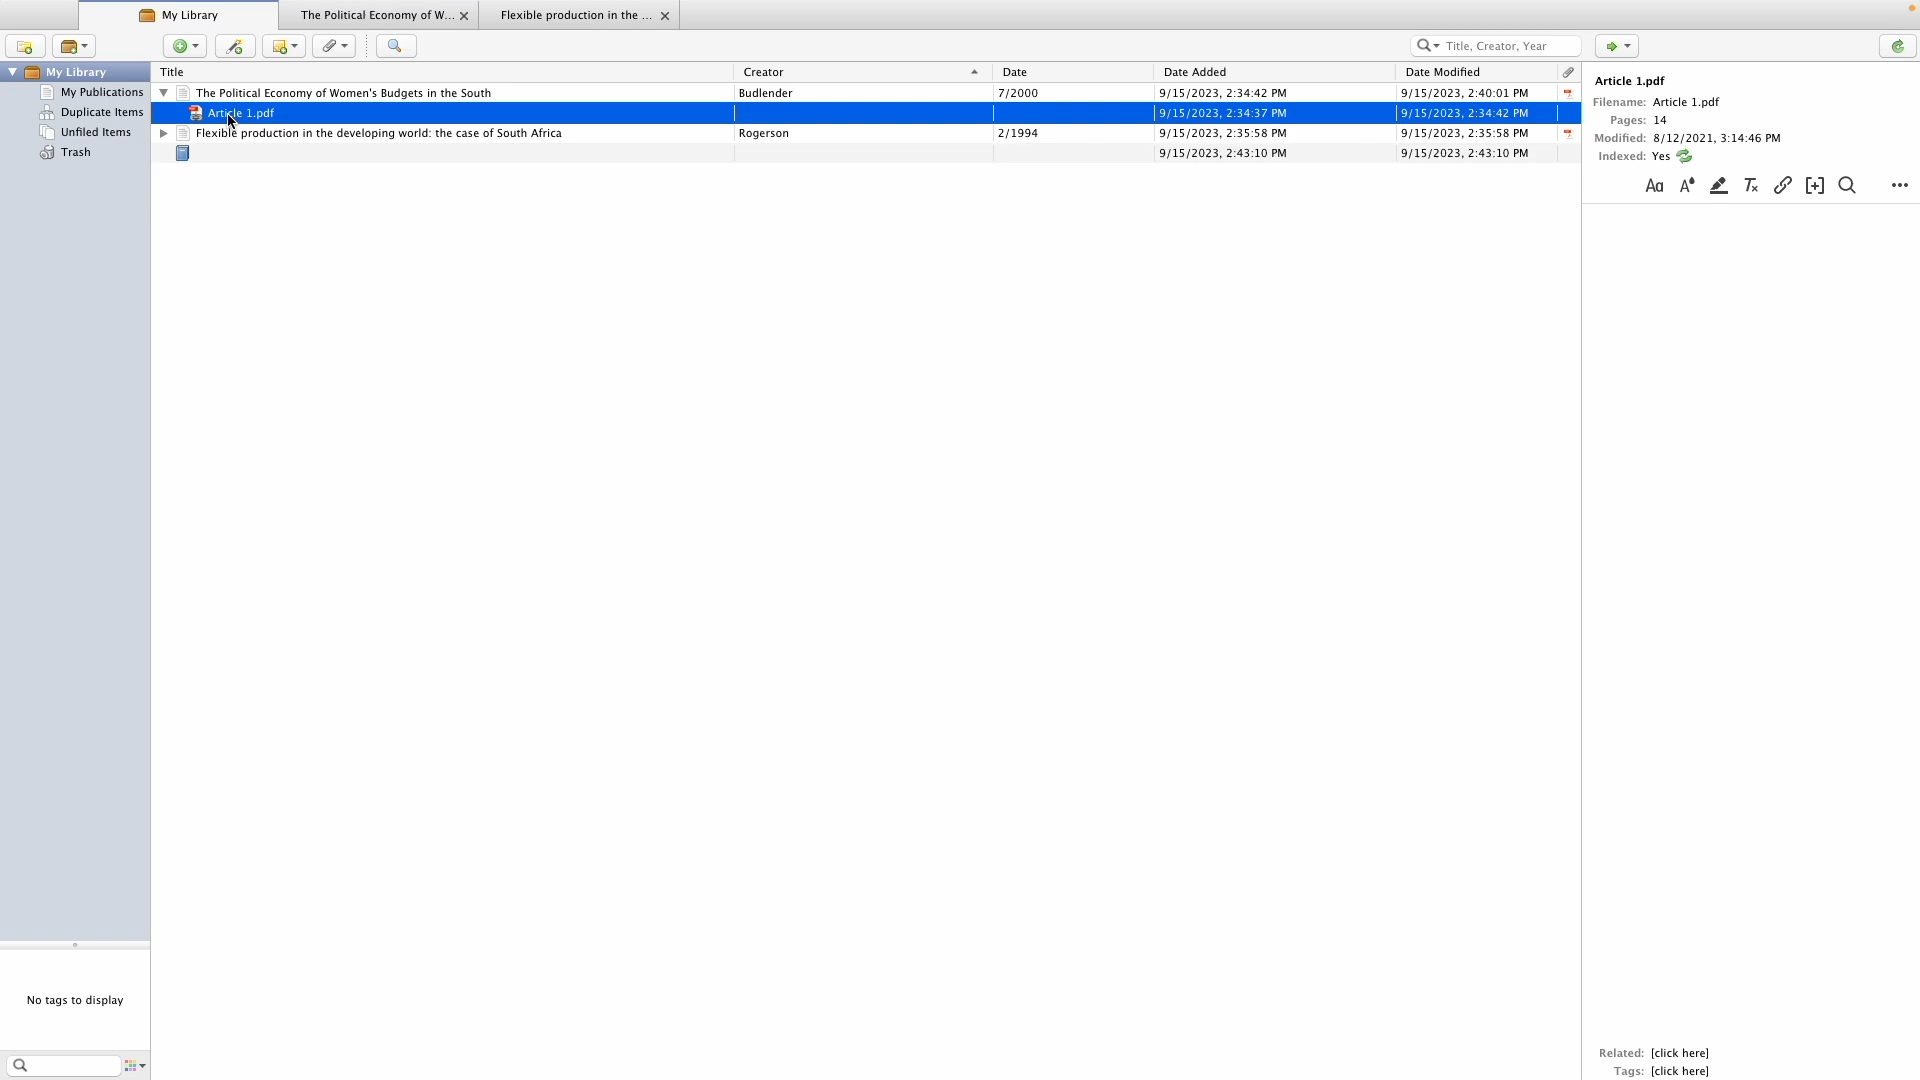 My Library
The Political Economy of W...
Flexible production in the ...
Title, Creator, Year
My Library
My Publications
Duplicate Items
Unfiled Items
Trash
No tags to display
Title Creator Date Date Added Date Modified
The Political Economy of Women's Budgets in the South Budlender 7/2000 9/15/2023, 2:34:42 PM 9/15/2023, 2:40:01 PM
Article 1.pdf 9/15/2023, 2:34:37 PM 9/15/2023, 2:34:42 PM
Flexible production in the developing world: the case of South Africa Rogerson 2/1994 9/15/2023, 2:35:58 PM 9/15/2023, 2:35:58 PM
9/15/2023, 2:43:10 PM 9/15/2023, 2:43:10 PM
Article 1.pdf
Filename: Article 1.pdf
Pages: 14
Modified: 8/12/2021, 3:14:46 PM
Indexed: Yes
Related: [click here]
Tags: [click here]